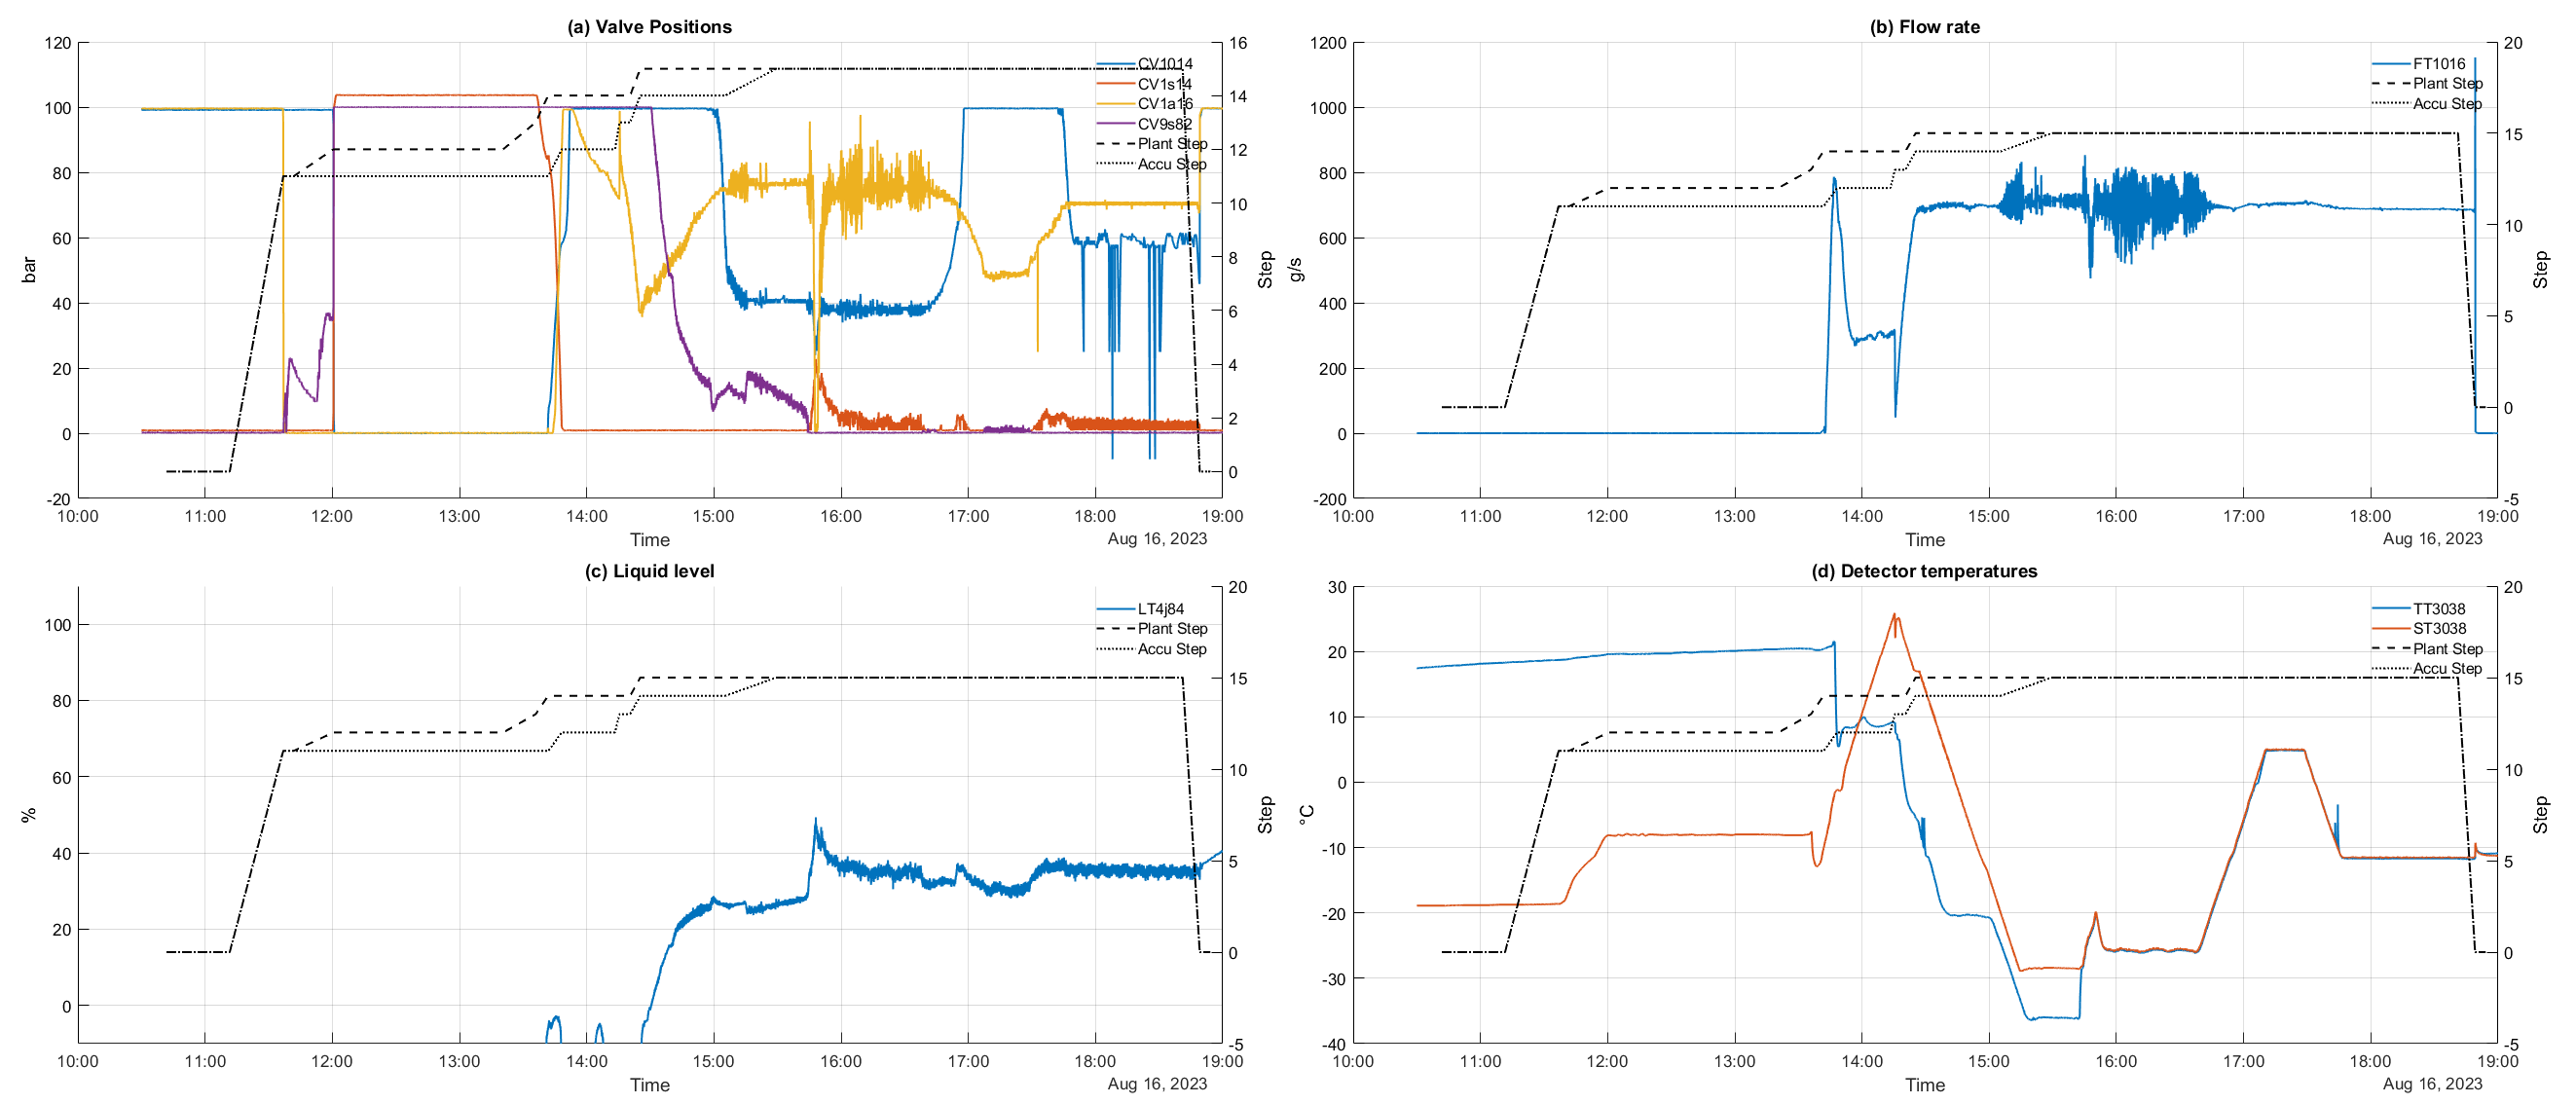 (a) Valve Positions
120
100
80
60
40
20
0
-20
bar
16
14
12
10
8
6
4
2
0
Step
CV1014
CV1s14
CV1a16
CV9s82
Plant Step
Accu Step
10:00 11:00 12:00 13:00 14:00 15:00 16:00 17:00 18:00 19:00
Time
Aug 16, 2023
(b) Flow rate
1200
1000
800
600
400
200
0
-200
g/s
20
15
10
5
0
-5
Step
FT1016
Plant Step
Accu Step
10:00 11:00 12:00 13:00 14:00 15:00 16:00 17:00 18:00 19:00
Time
Aug 16, 2023
(c) Liquid level
100
80
60
40
20
0
%
20
15
10
5
0
-5
Step
LT4j84
Plant Step
Accu Step
10:00 11:00 12:00 13:00 14:00 15:00 16:00 17:00 18:00 19:00
Time
Aug 16, 2023
(d) Detector temperatures
30
20
10
0
-10
-20
-30
-40
°C
20
15
10
5
0
-5
Step
TT3038
ST3038
Plant Step
Accu Step
10:00 11:00 12:00 13:00 14:00 15:00 16:00 17:00 18:00 19:00
Time
Aug 16, 2023